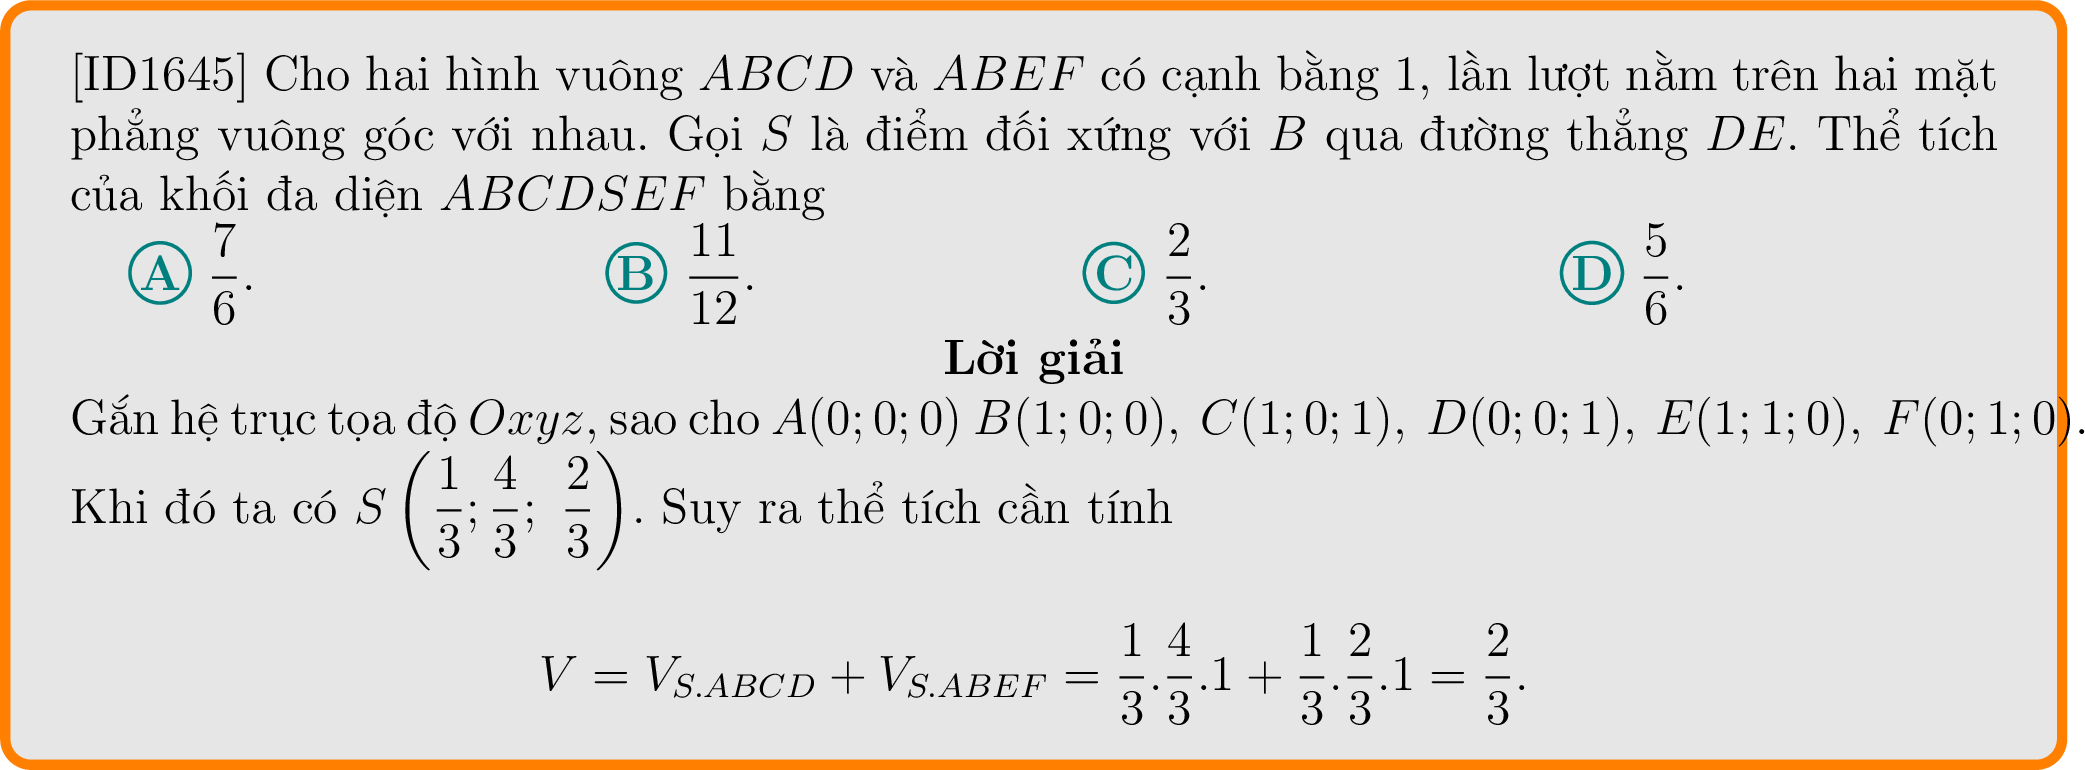 [ID1645] Cho hai hình vuông ABCD và ABEF có cạnh bằng 1, lần lượt nằm trên hai mặt
phẳng vuông góc với nhau. Gọi S là điểm đối xứng với B qua đường thẳng DE. Thể tích
của khối đa diện ABCDSEF bằng
A \frac{7}{6}. B \frac{11}{12}. C \frac{2}{3}. D \frac{5}{6}.
Lời giải
Gắn hệ trục tọa độ Oxyz, sao cho A(0; 0; 0) B(1; 0; 0), C(1; 0; 1), D(0; 0; 1), E(1; 1; 0), F(0; 1; 0).
Khi đó ta có S \left( \frac{1}{3}; \frac{4}{3}; \frac{2}{3} \right). Suy ra thể tích cần tính
V = V_{S.ABCD} + V_{S.ABEF} = \frac{1}{3}.\frac{4}{3}.1 + \frac{1}{3}.\frac{2}{3}.1 = \frac{2}{3}.